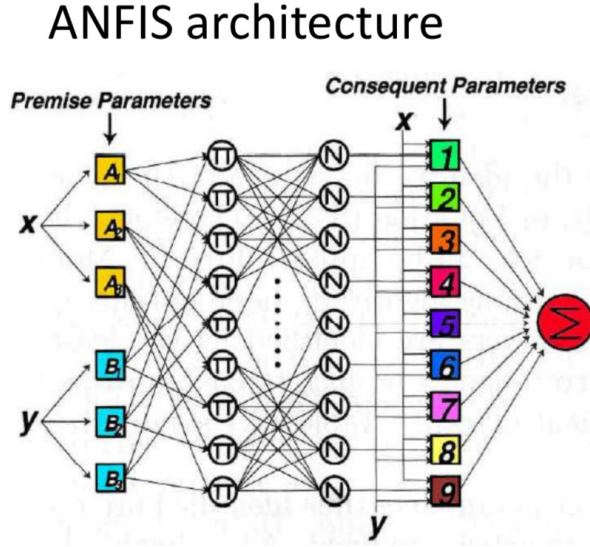 ANFIS architecture
Premise Parameters
Consequent Parameters
x
x
y
A1
A2
A3
B1
B2
B3
Π
Π
Π
Π
Π
Π
Π
Π
Π
N
N
N
N
N
N
N
N
N
1
2
3
4
5
6
7
8
9
Σ
y